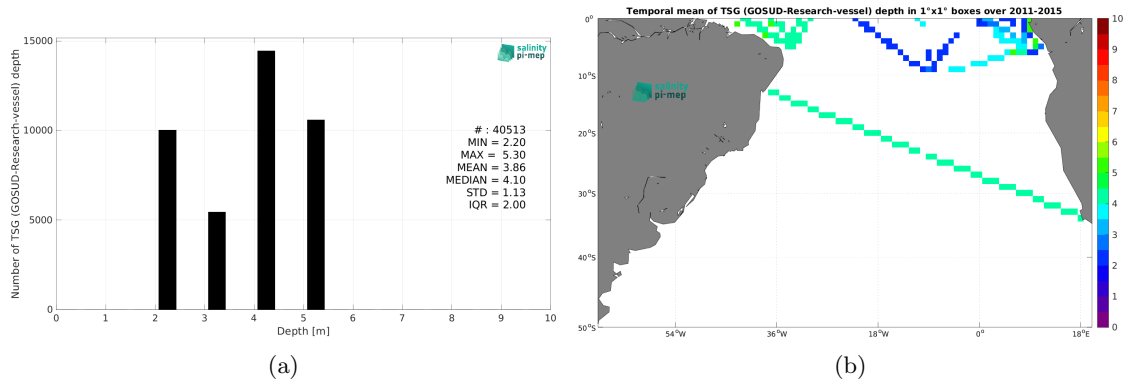 Number of TSG (GOSUD-Research-vessel) depth
15000
10000
5000
0
0 1 2 3 4 5 6 7 8 9 10
Depth [m]
salinity
pi-mep
# : 40513
MIN = 2.20
MAX = 5.30
MEAN = 3.86
MEDIAN = 4.10
STD = 1.13
IQR = 2.00
(a)
Temporal mean of TSG (GOSUD-Research-vessel) depth in 1°x1° boxes over 2011-2015
0°
10°S
20°S
30°S
40°S
50°S
54°W 36°W 18°W 0° 18°E
salinity
pi-mep
10
9
8
7
6
5
4
3
2
1
0
(b)